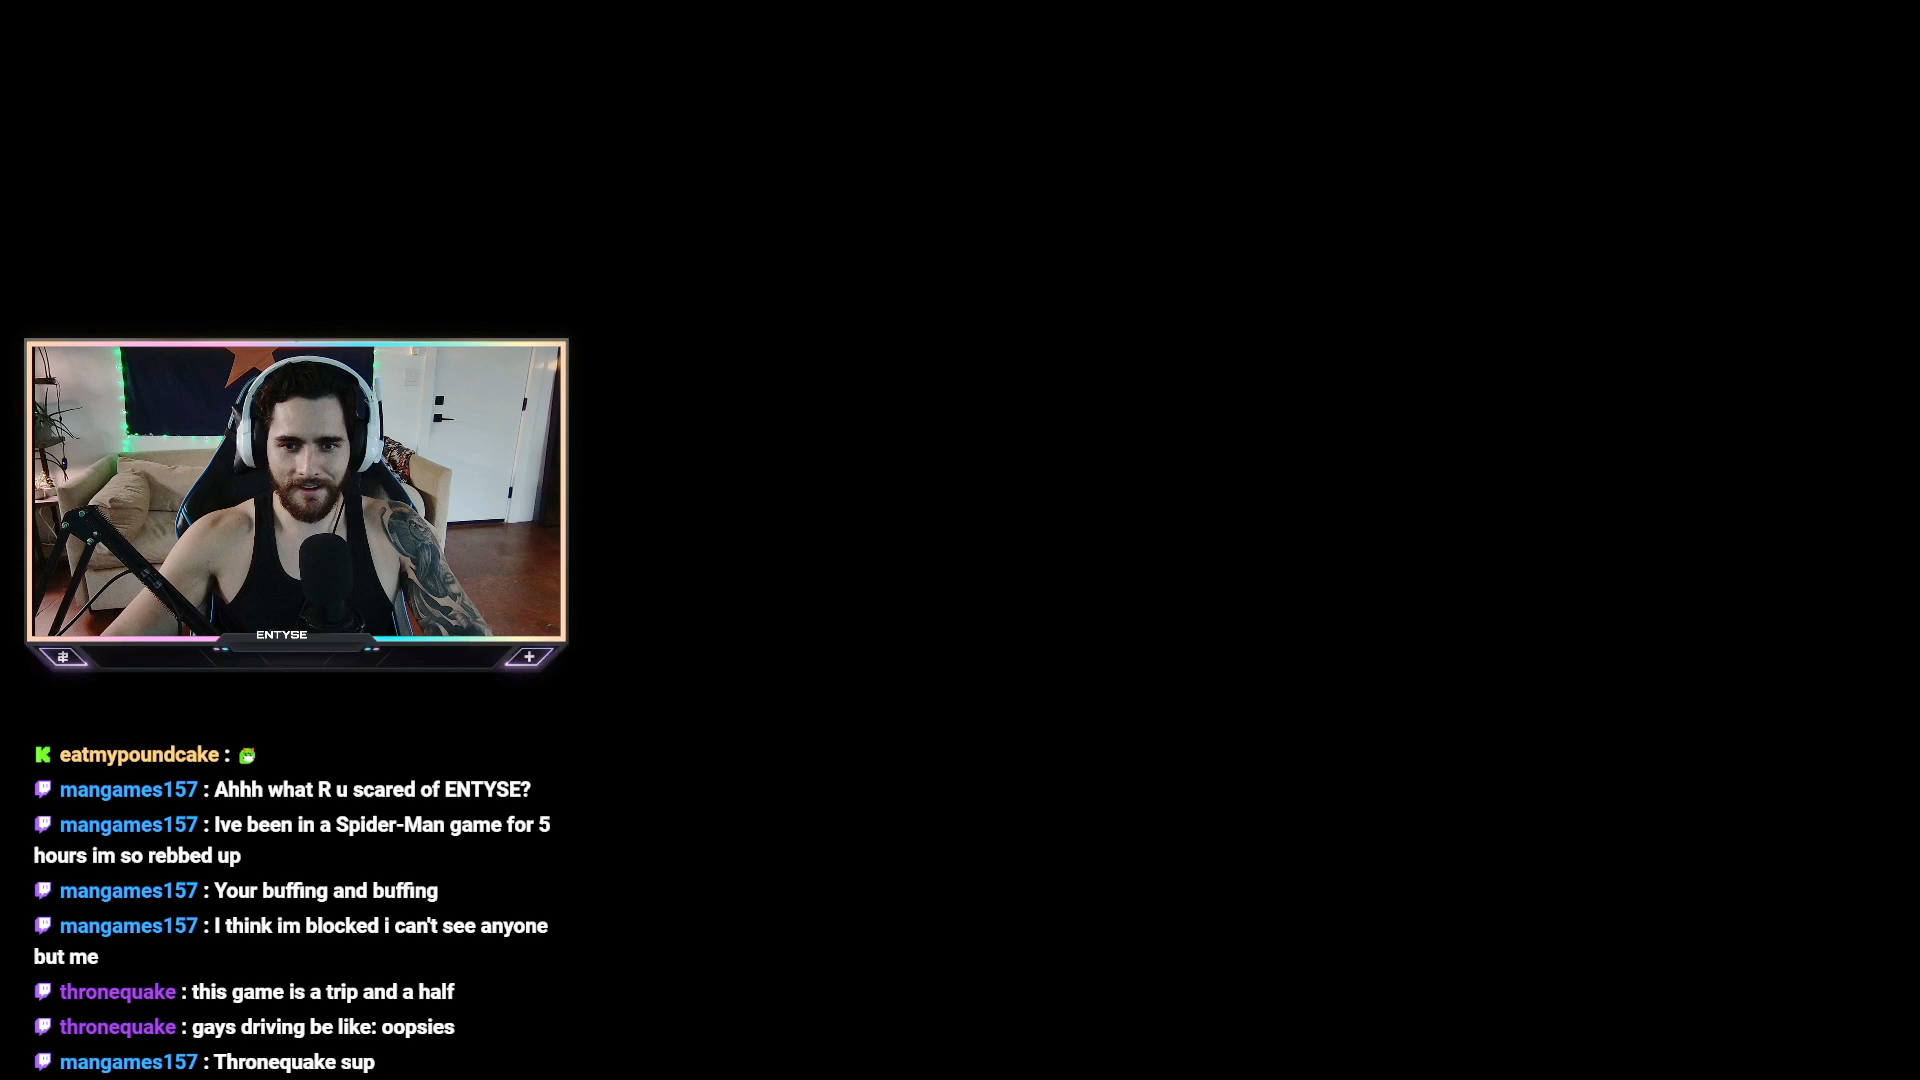 ENTYSE
eatmypoundcake :
mangames157 : Ahhh what R u scared of ENTYSE?
mangames157 : Ive been in a Spider-Man game for 5
hours im so rebbed up
mangames157 : Your buffing and buffing
mangames157 : I think im blocked i can't see anyone
but me
thronequake : this game is a trip and a half
thronequake : gays driving be like: oopsies
mangames157 : Thronequake sup